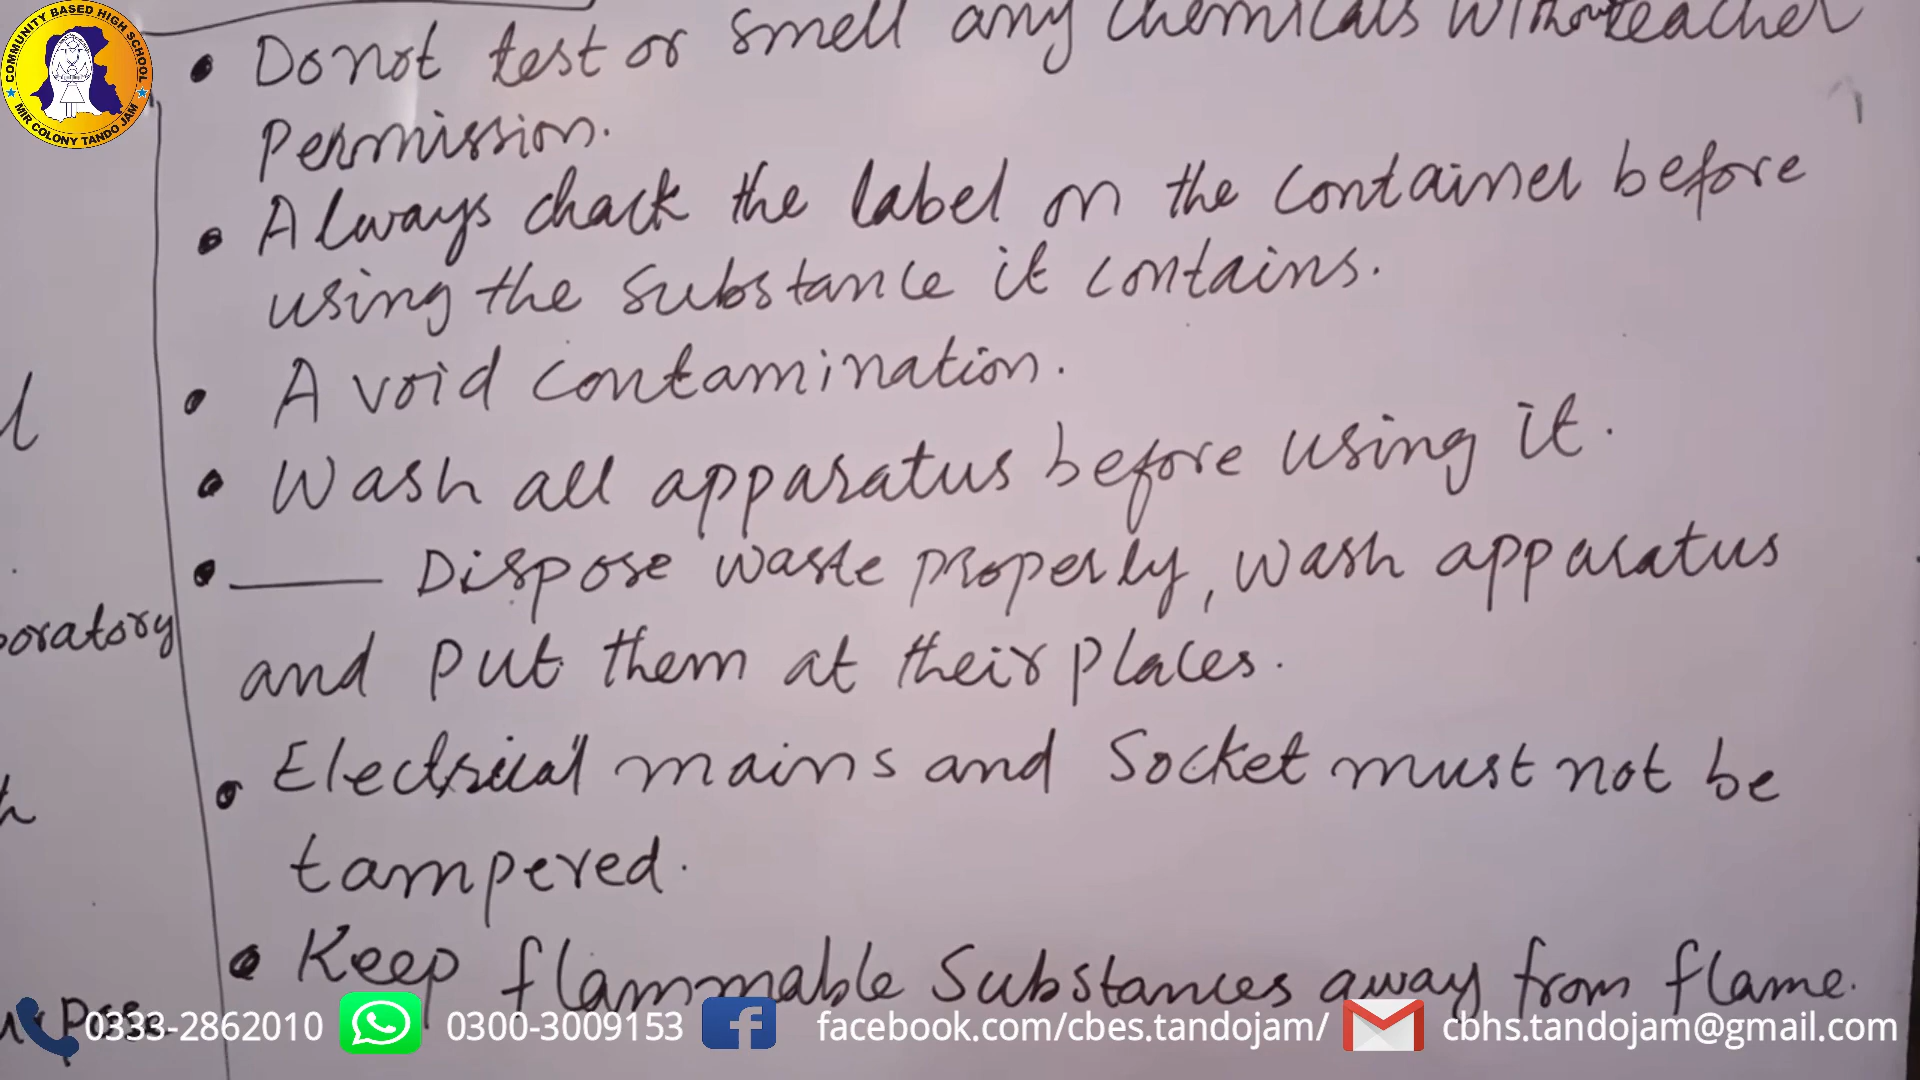 COMMUNITY BASED HIGH SCHOOL
MIR COLONY TANDO JAM
• Do not test or smell any chemicals without teacher
Permission.
• Always chack the label on the container before
using the substance it contains.
• Avoid contamination.
• Wash all apparatus before using it.
• ——— Dispose waste properly, wash apparatus
and put them at their places.
• Electrical mains and Socket must not be
tampered.
• Keep flammable Substances away from flame.
oratory
0333-2862010 0300-3009153 facebook.com/cbes.tandojam/ cbhs.tandojam@gmail.com